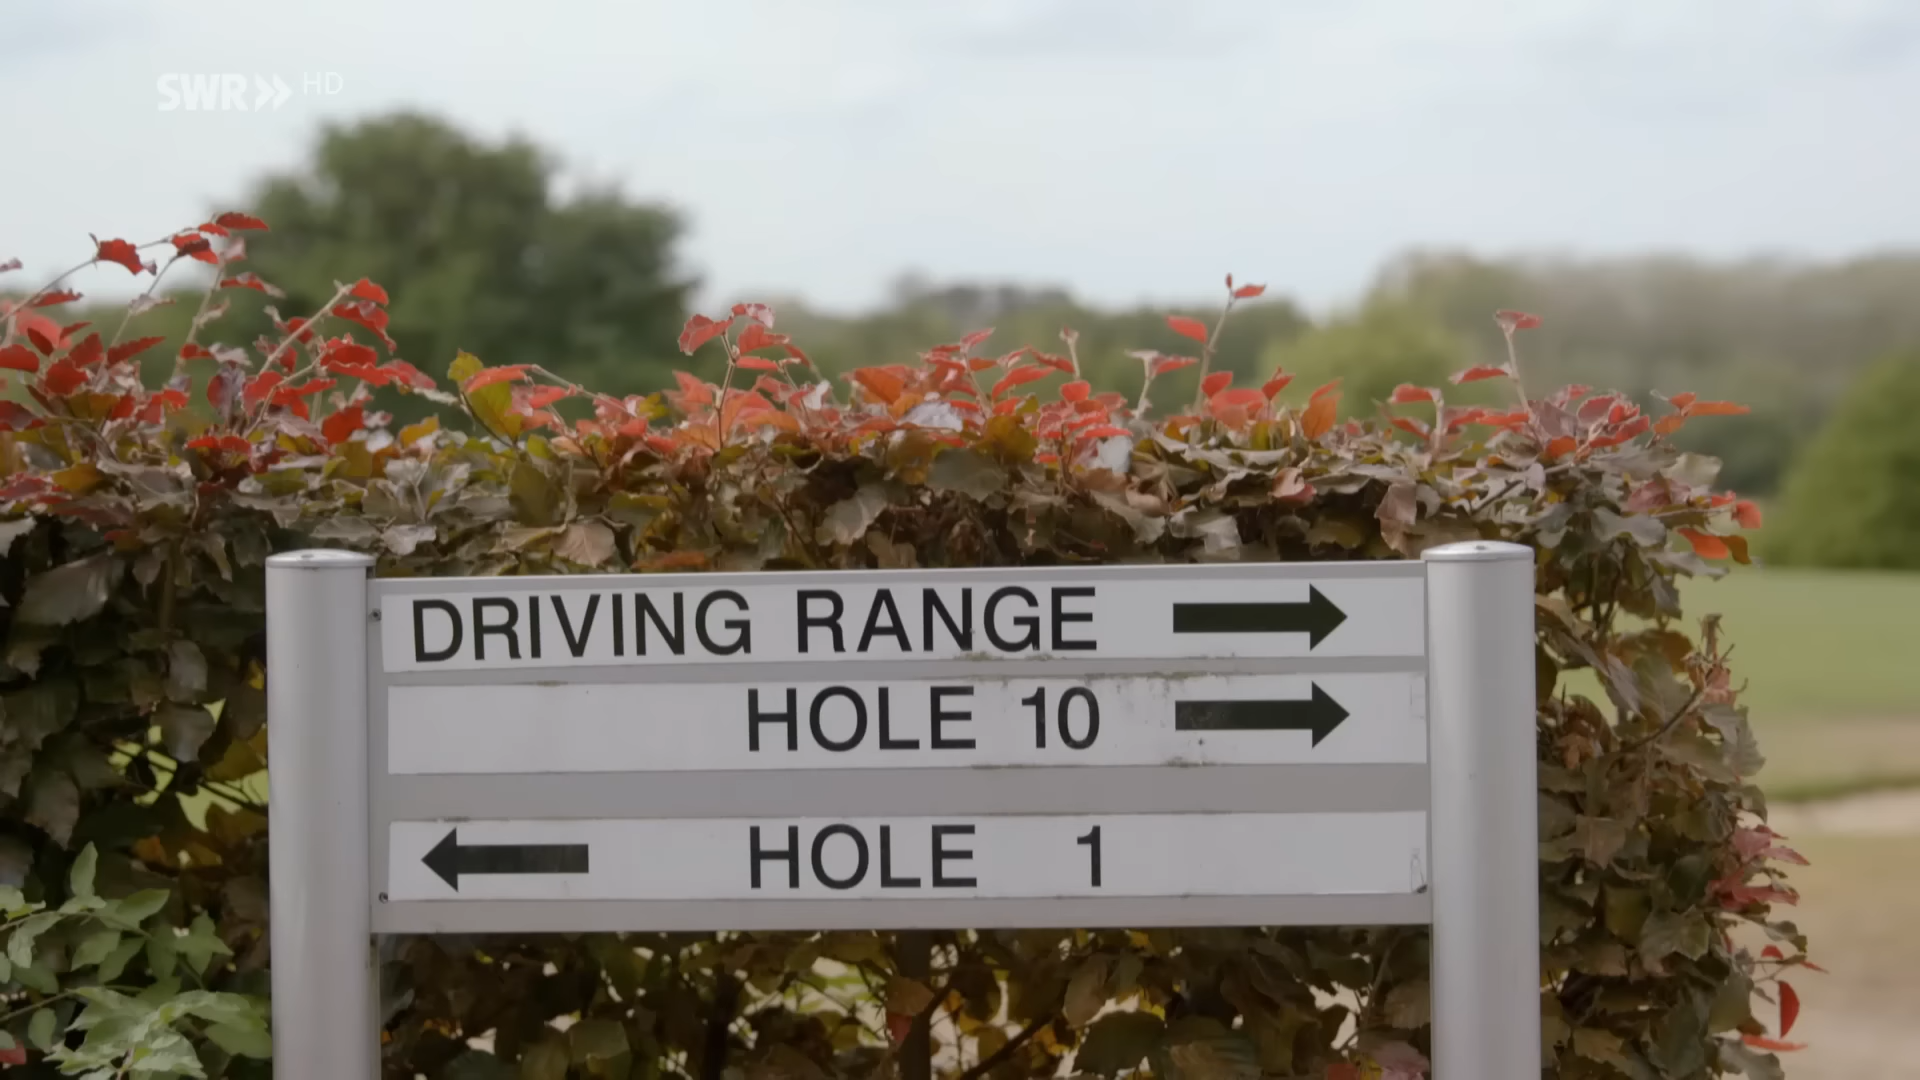 SWR» HD
DRIVING RANGE →
HOLE 10 →
← HOLE 1